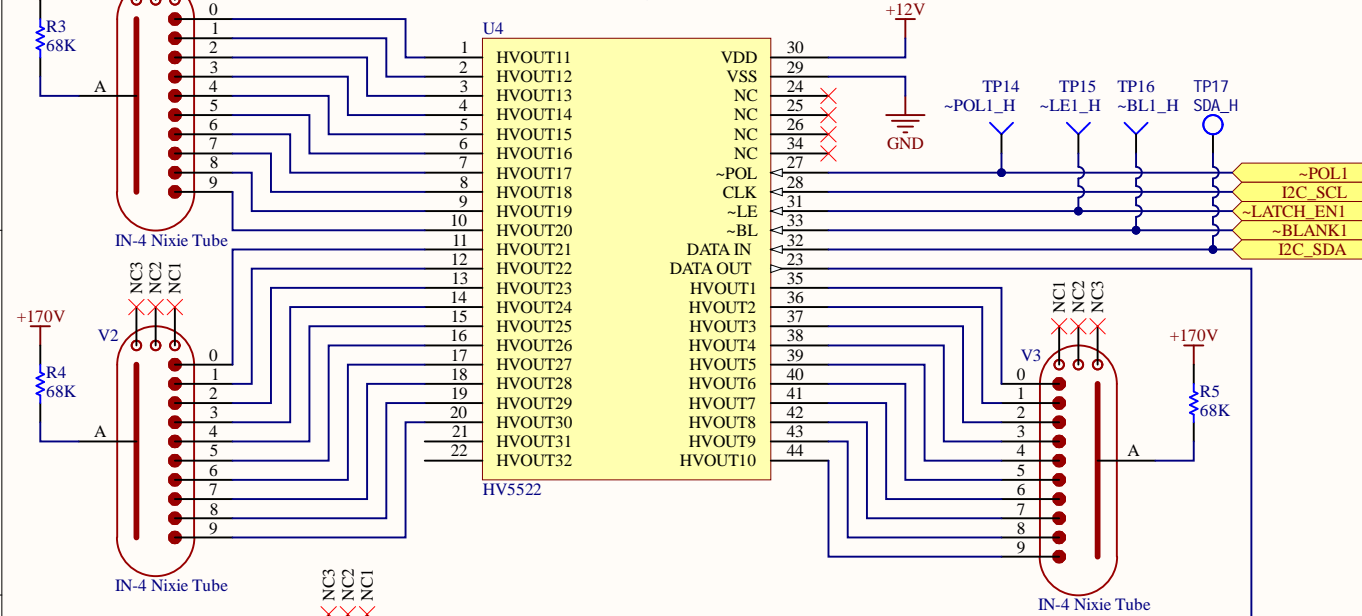 R3
68K
A
0
1
2
3
4
5
6
7
8
9
IN-4 Nixie Tube
NC3
NC2
NC1
+170V
V2
R4
68K
A
0
1
2
3
4
5
6
7
8
9
IN-4 Nixie Tube
NC3
NC2
NC1
U4
1 HVOUT11
2 HVOUT12
3 HVOUT13
4 HVOUT14
5 HVOUT15
6 HVOUT16
7 HVOUT17
8 HVOUT18
9 HVOUT19
10 HVOUT20
11 HVOUT21
12 HVOUT22
13 HVOUT23
14 HVOUT24
15 HVOUT25
16 HVOUT26
17 HVOUT27
18 HVOUT28
19 HVOUT29
20 HVOUT30
21 HVOUT31
22 HVOUT32
VDD 30
VSS 29
NC 24
NC 25
NC 26
NC 34
~POL 27
CLK 28
~LE 31
~BL 33
DATA IN 32
DATA OUT 23
HVOUT1 35
HVOUT2 36
HVOUT3 37
HVOUT4 38
HVOUT5 39
HVOUT6 40
HVOUT7 41
HVOUT8 42
HVOUT9 43
HVOUT10 44
HV5522
+12V
GND
TP14
~POL1_H
TP15
~LE1_H
TP16
~BL1_H
TP17
SDA_H
~POL1
I2C_SCL
~LATCH_EN1
~BLANK1
I2C_SDA
NC1
NC2
NC3
V3
+170V
R5
68K
A
0
1
2
3
4
5
6
7
8
9
IN-4 Nixie Tube